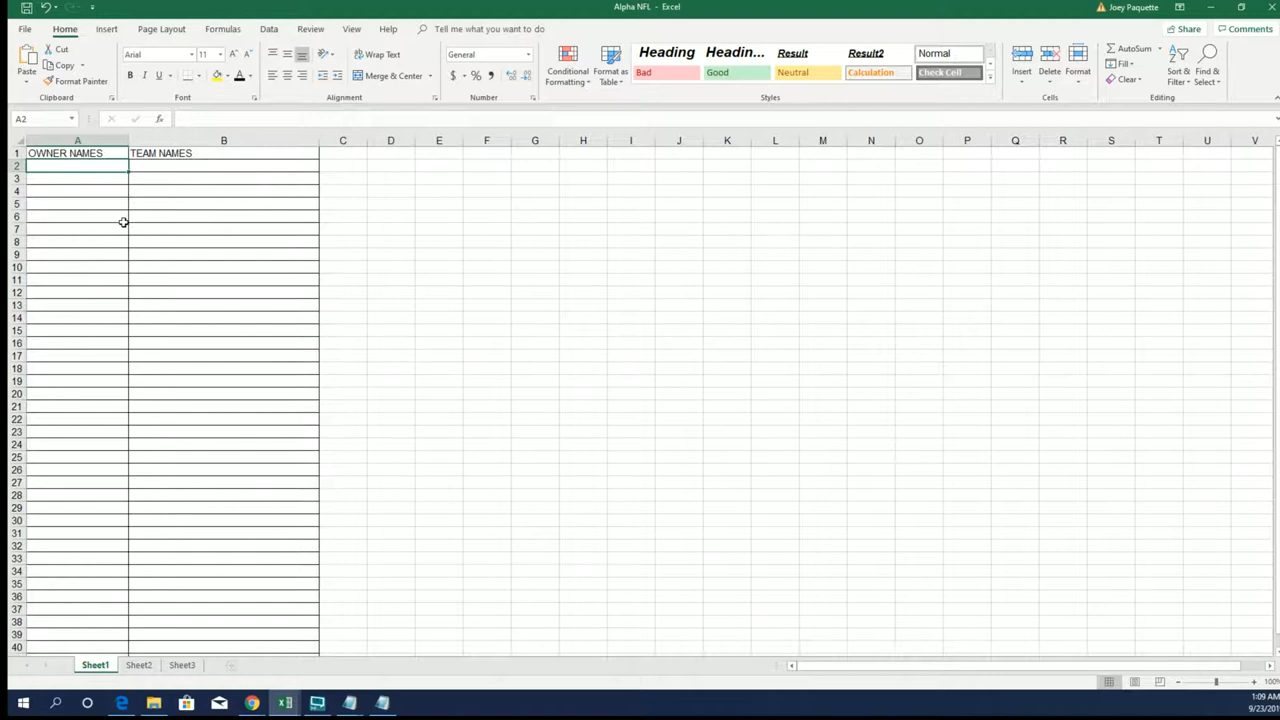 Alpha NFL - Excel
Joey Paquette
File Home Insert Page Layout Formulas Data Review View Help Tell me what you want to do
Share Comments
Paste
Cut
Copy
Format Painter
Clipboard
Arial 11
B U A
Font
Wrap Text
Merge & Center
Alignment
General
$ % ,
Number
Conditional Formatting
Format as Table
Heading Headin... Result Result2 Normal
Bad Good Neutral Calculation Check Cell
Styles
Insert Delete Format
Cells
AutoSum
Fill
Clear
Sort & Filter
Find & Select
Editing
A2
fx
A B C D E F G H I J K L M N O P Q R S T U V
1 OWNER NAMES TEAM NAMES
2
3
4
5
6
7
8
9
10
11
12
13
14
15
16
17
18
19
20
21
22
23
24
25
26
27
28
29
30
31
32
33
34
35
36
37
38
39
40
Sheet1 Sheet2 Sheet3
100%
1:09 AM